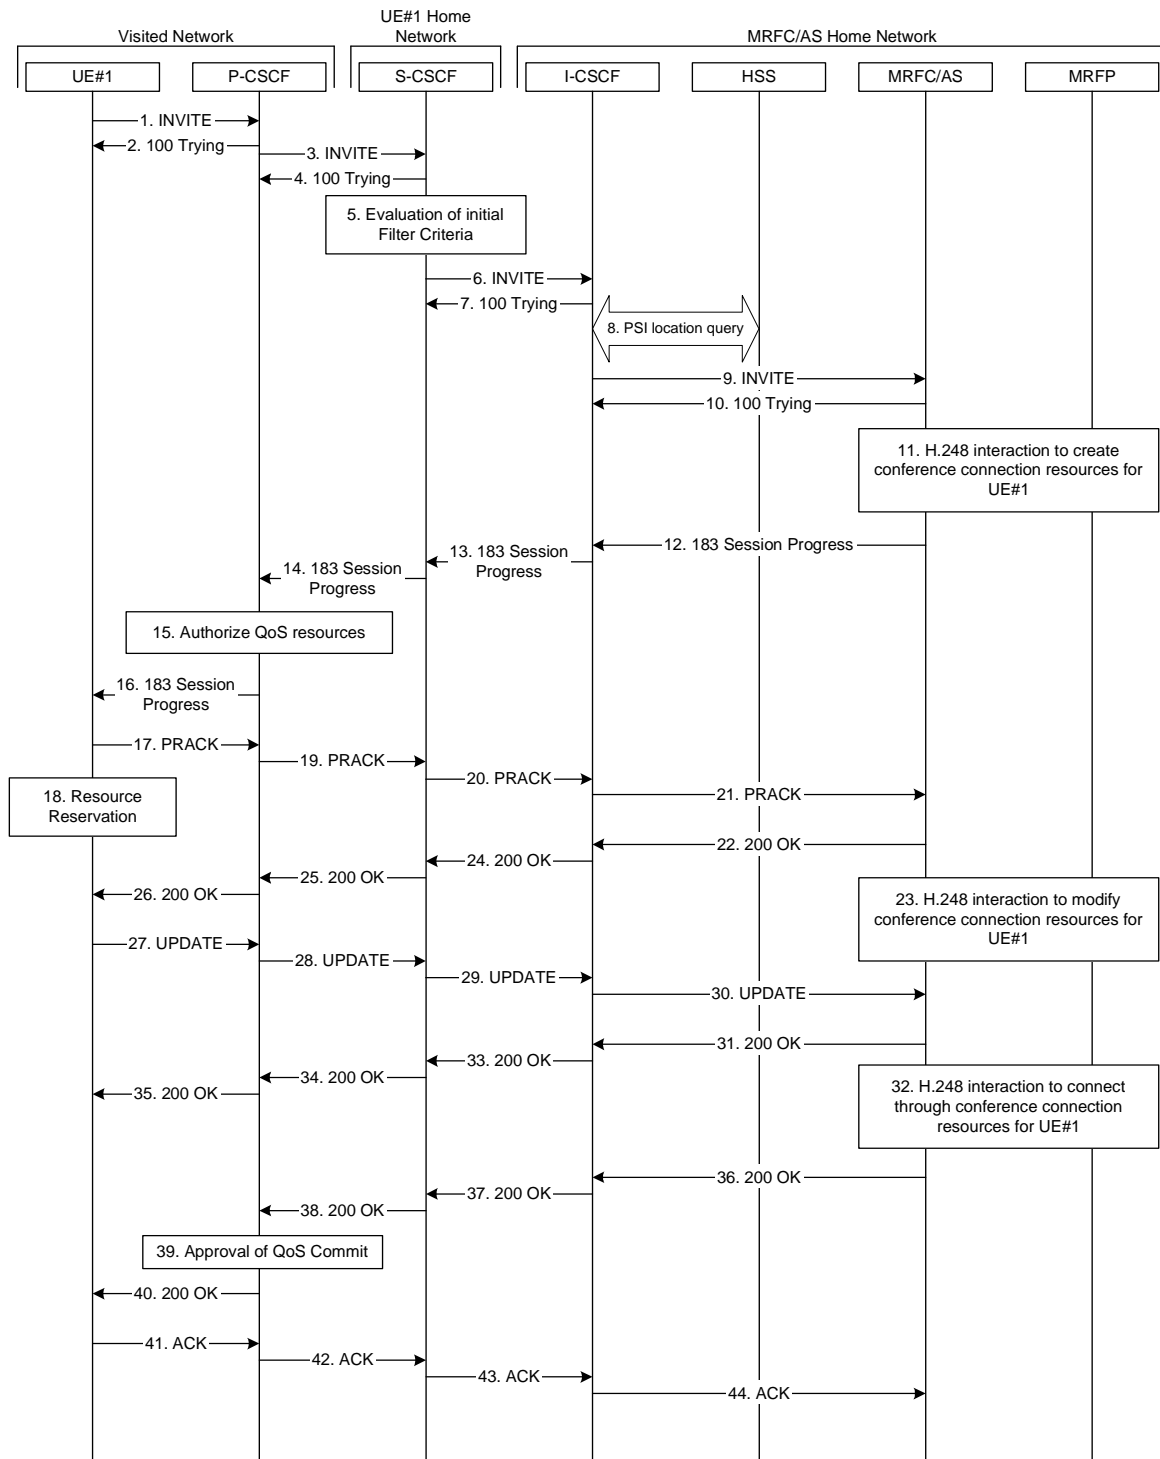 UE#1 Home
Network
Visited Network
MRFC/AS Home Network
UE#1
P-CSCF
S-CSCF
I-CSCF
HSS
MRFC/AS
MRFP
1. INVITE
2. 100 Trying
3. INVITE
4. 100 Trying
5. Evaluation of initial
Filter Criteria
6. INVITE
7. 100 Trying
8. PSI location query
9. INVITE
10. 100 Trying
11. H.248 interaction to create
conference connection resources for
UE#1
12. 183 Session Progress
13. 183 Session
Progress
14. 183 Session
Progress
15. Authorize QoS resources
16. 183 Session
Progress
17. PRACK
19. PRACK
20. PRACK
21. PRACK
18. Resource
Reservation
22. 200 OK
24. 200 OK
25. 200 OK
26. 200 OK
23. H.248 interaction to modify
conference connection resources for
UE#1
27. UPDATE
28. UPDATE
29. UPDATE
30. UPDATE
31. 200 OK
33. 200 OK
34. 200 OK
35. 200 OK
32. H.248 interaction to connect
through conference connection
resources for UE#1
36. 200 OK
37. 200 OK
38. 200 OK
39. Approval of QoS Commit
40. 200 OK
41. ACK
42. ACK
43. ACK
44. ACK